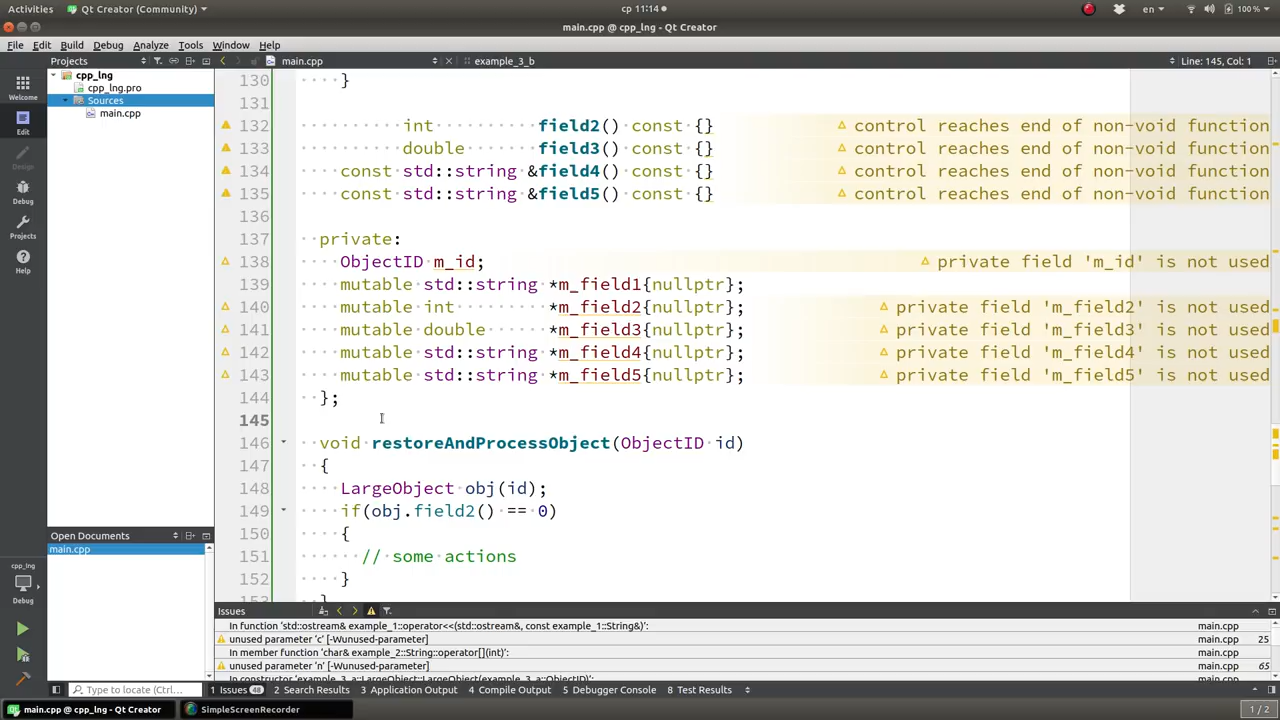 Activities
Qt Creator (Community)
ср 11:14
en
100 %
main.cpp @ cpp_lng - Qt Creator
File Edit Build Debug Analyze Tools Window Help
Projects
main.cpp
example_3_b
Line: 145, Col: 1
cpp_lng
cpp_lng.pro
Sources
main.cpp
Welcome
Edit
Design
Debug
Projects
Help
130 }
131
132 int field2() const {} control reaches end of non-void function
133 double field3() const {} control reaches end of non-void function
134 const std::string &field4() const {} control reaches end of non-void function
135 const std::string &field5() const {} control reaches end of non-void function
136
137 private:
138 ObjectID m_id; private field 'm_id' is not used
139 mutable std::string *m_field1{nullptr};
140 mutable int *m_field2{nullptr}; private field 'm_field2' is not used
141 mutable double *m_field3{nullptr}; private field 'm_field3' is not used
142 mutable std::string *m_field4{nullptr}; private field 'm_field4' is not used
143 mutable std::string *m_field5{nullptr}; private field 'm_field5' is not used
144 };
145
146 void restoreAndProcessObject(ObjectID id)
147 {
148 LargeObject obj(id);
149 if(obj.field2() == 0)
150 {
151 // some actions
152 }
153 }
Open Documents
main.cpp
cpp_lng
Debug
Issues
In function 'std::ostream& example_1::operator<<(std::ostream&, const example_1::String&)': main.cpp
unused parameter 'c' [-Wunused-parameter] main.cpp 25
In member function 'char& example_2::String::operator[](int)': main.cpp
unused parameter 'n' [-Wunused-parameter] main.cpp 65
In constructor 'example_3_a::LargeObject::LargeObject(example_3_a::ObjectID)': main.cpp
Type to locate (Ctrl...
1 Issues 48
2 Search Results
3 Application Output
4 Compile Output
5 Debugger Console
8 Test Results
main.cpp @ cpp_lng - Qt Creator
SimpleScreenRecorder
1 / 2